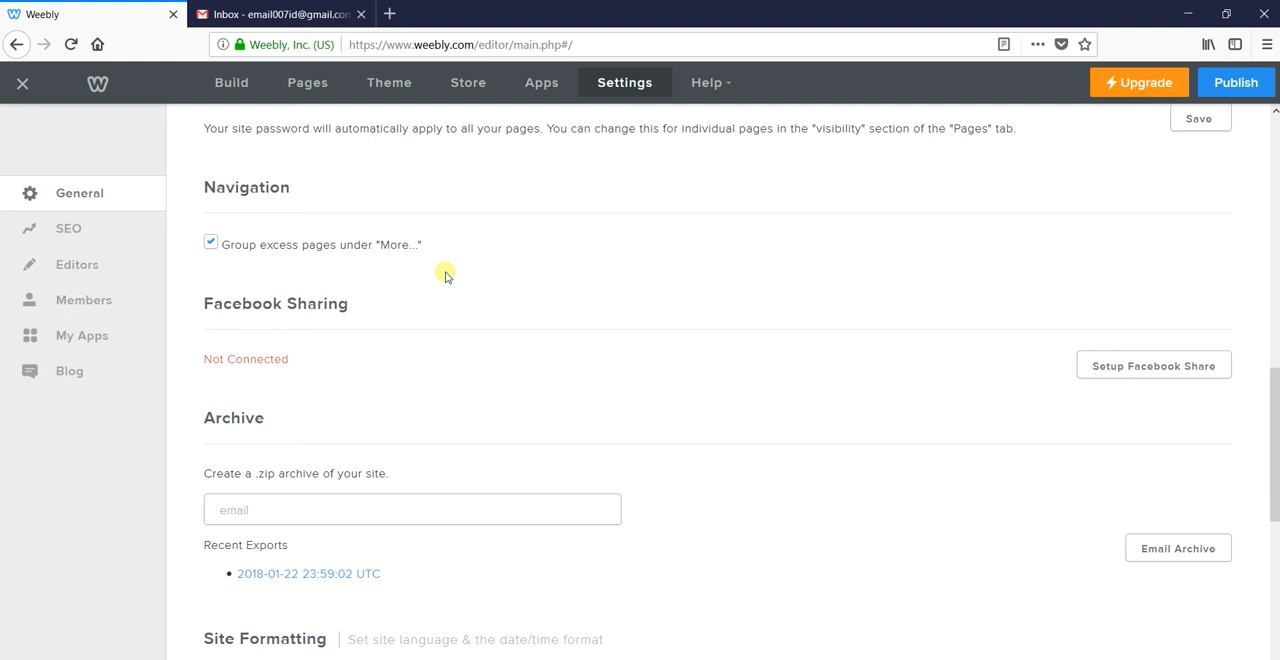 Weebly
Inbox - email007id@gmail.con
Weebly, Inc. (US)
https://www.weebly.com/editor/main.php#/
Build
Pages
Theme
Store
Apps
Settings
Help
Upgrade
Publish
Your site password will automatically apply to all your pages. You can change this for individual pages in the "visibility" section of the "Pages" tab.
Save
General
SEO
Editors
Members
My Apps
Blog
Navigation
Group excess pages under "More..."
Facebook Sharing
Not Connected
Setup Facebook Share
Archive
Create a .zip archive of your site.
email
Recent Exports
Email Archive
2018-01-22 23:59:02 UTC
Site Formatting
Set site language & the date/time format